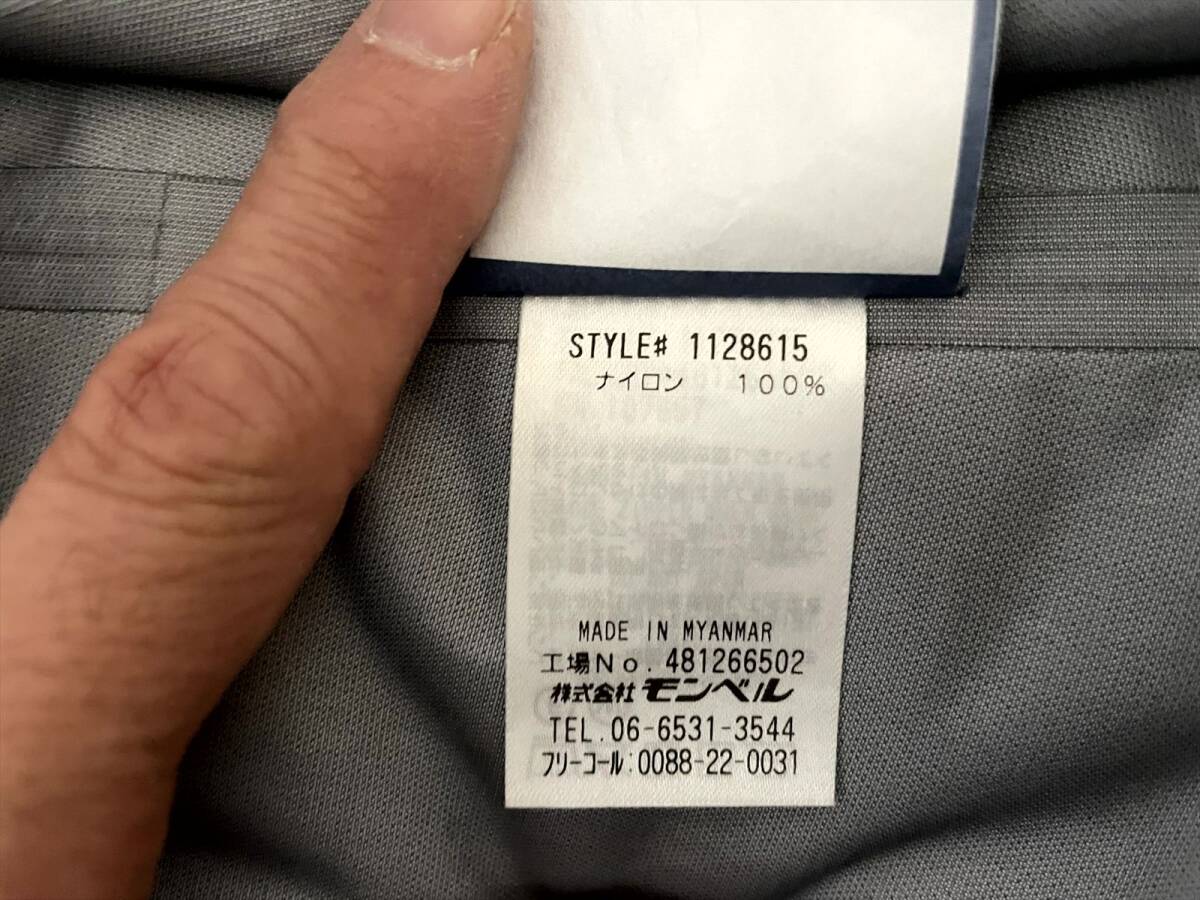 STYLE# 1128615
ナイロン 100%
MADE IN MYANMAR
工場No. 481266502
株式会社 モンベル
TEL. 06-6531-3544
フリーコール:0088-22-0031